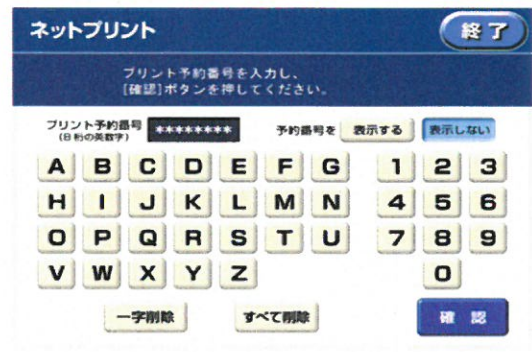 ネットプリント
終了
プリント予約番号を入力し、
[確認]ボタンを押してください。
プリント予約番号
(8桁の英数字)
********
予約番号を 表示する 表示しない
A B C D E F G 1 2 3
H I J K L M N 4 5 6
O P Q R S T U 7 8 9
V W X Y Z 0
一字削除 すべて削除 確認